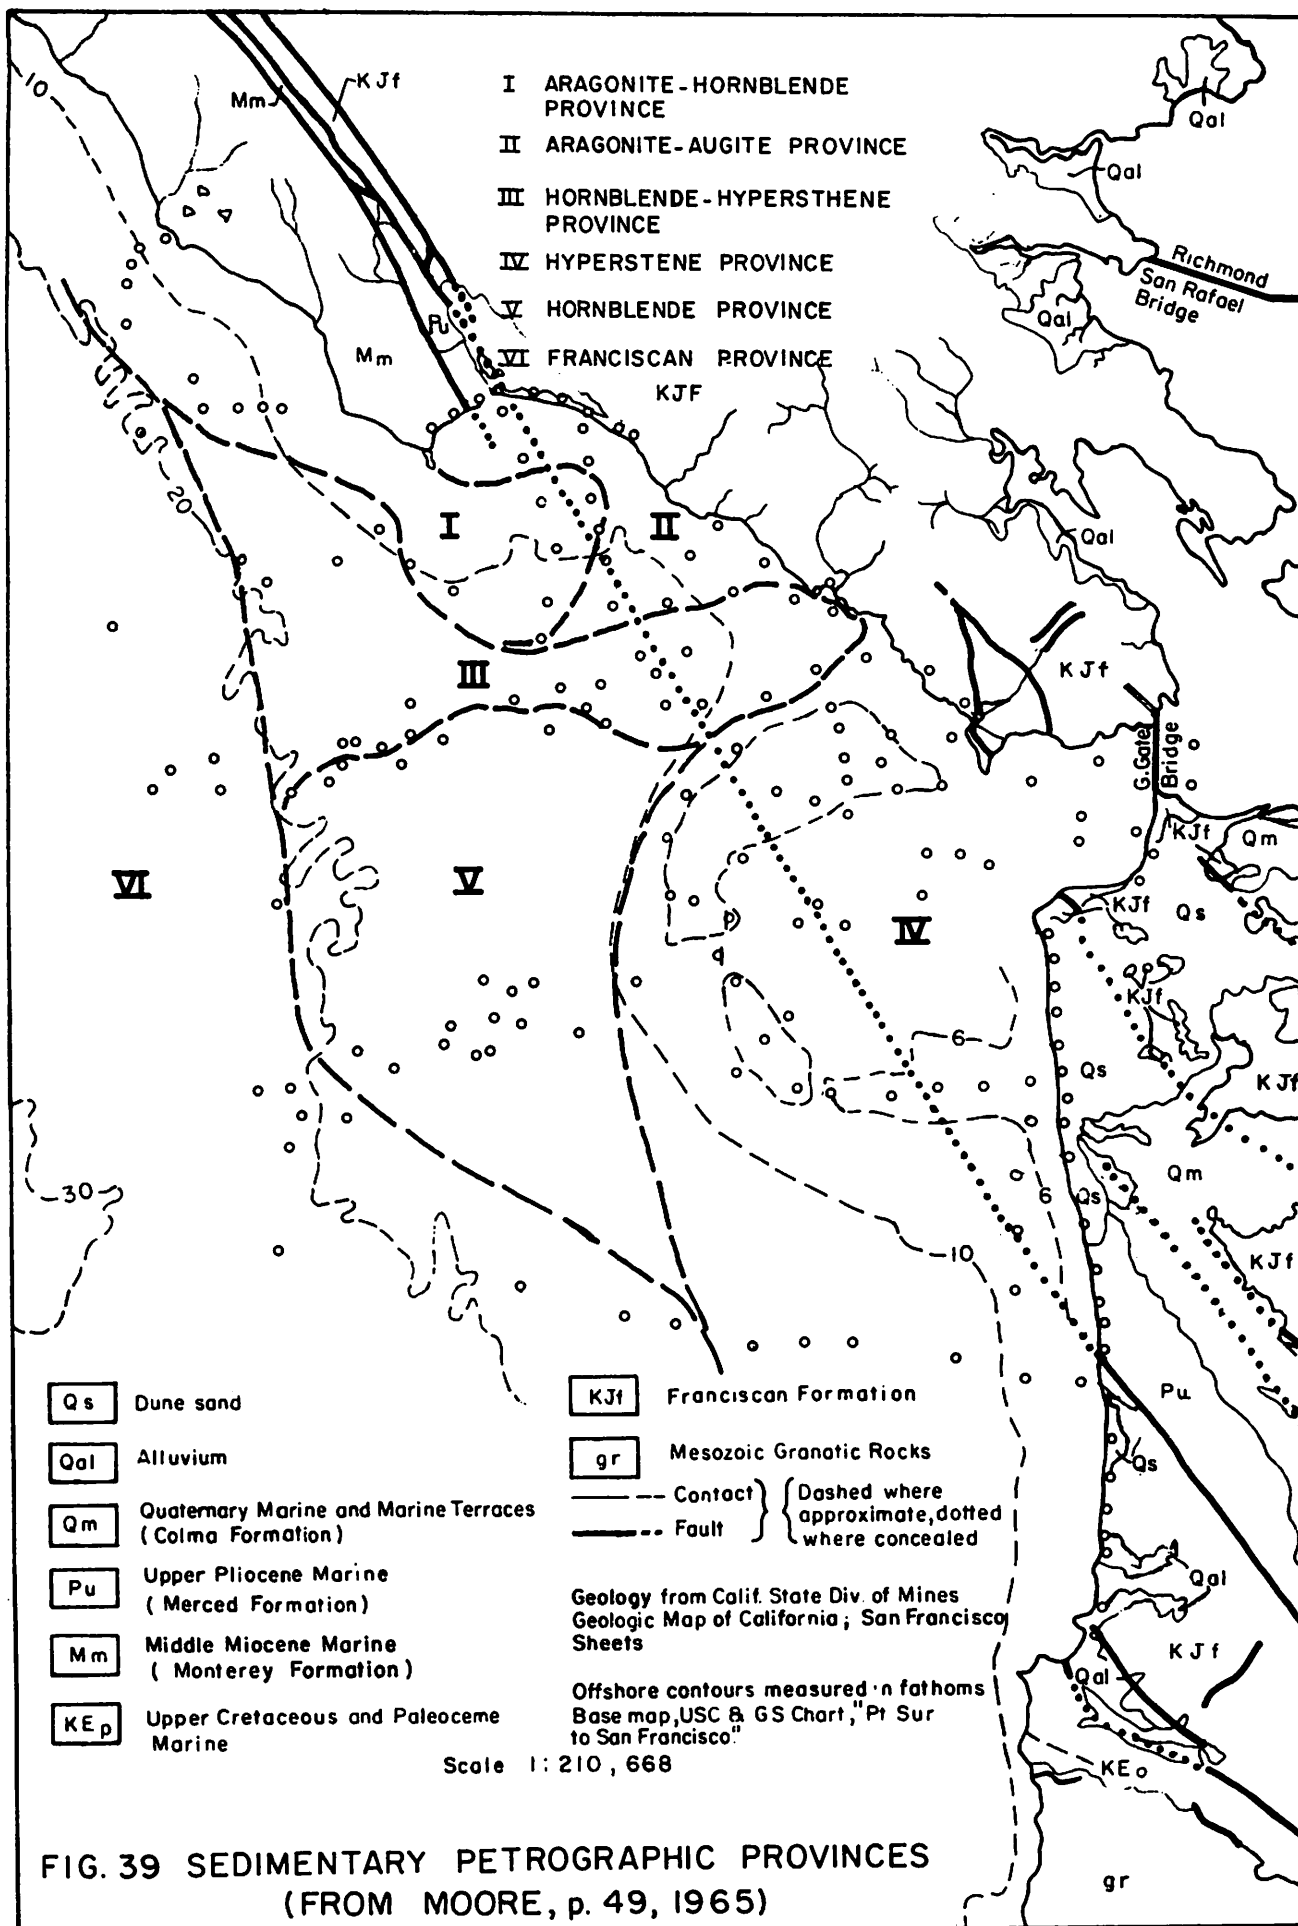 10
Mm
KJf
I ARAGONITE-HORNBLENDE
PROVINCE
II ARAGONITE-AUGITE PROVINCE
III HORNBLENDE-HYPERSTHENE
PROVINCE
IV HYPERSTENE PROVINCE
V HORNBLENDE PROVINCE
VI FRANCISCAN PROVINCE
KJF
Qal
Qal
Richmond
San Rafael
Bridge
Qal
Pu
Mm
20
I
II
Qal
III
KJf
G.Gate
Bridge
KJf
Qm
VI
V
IV
KJf
Qs
KJf
6
Qs
KJf
30
Qm
6
Qs
10
KJf
Pu
Qs
Qal
KJf
Qal
KEo
gr
Qs Dune sand
Qal Alluvium
Qm Quaternary Marine and Marine Terraces
(Colma Formation)
Pu Upper Pliocene Marine
(Merced Formation)
Mm Middle Miocene Marine
(Monterey Formation)
KEp Upper Cretaceous and Paleoceme
Marine
KJf Franciscan Formation
gr Mesozoic Granatic Rocks
Contact
Fault
Dashed where
approximate, dotted
where concealed
Geology from Calif. State Div. of Mines
Geologic Map of California; San Francisco
Sheets
Offshore contours measured in fathoms
Base map, USC & GS Chart, "Pt Sur
to San Francisco."
Scale 1:210,668
FIG. 39 SEDIMENTARY PETROGRAPHIC PROVINCES
(FROM MOORE, p. 49, 1965)